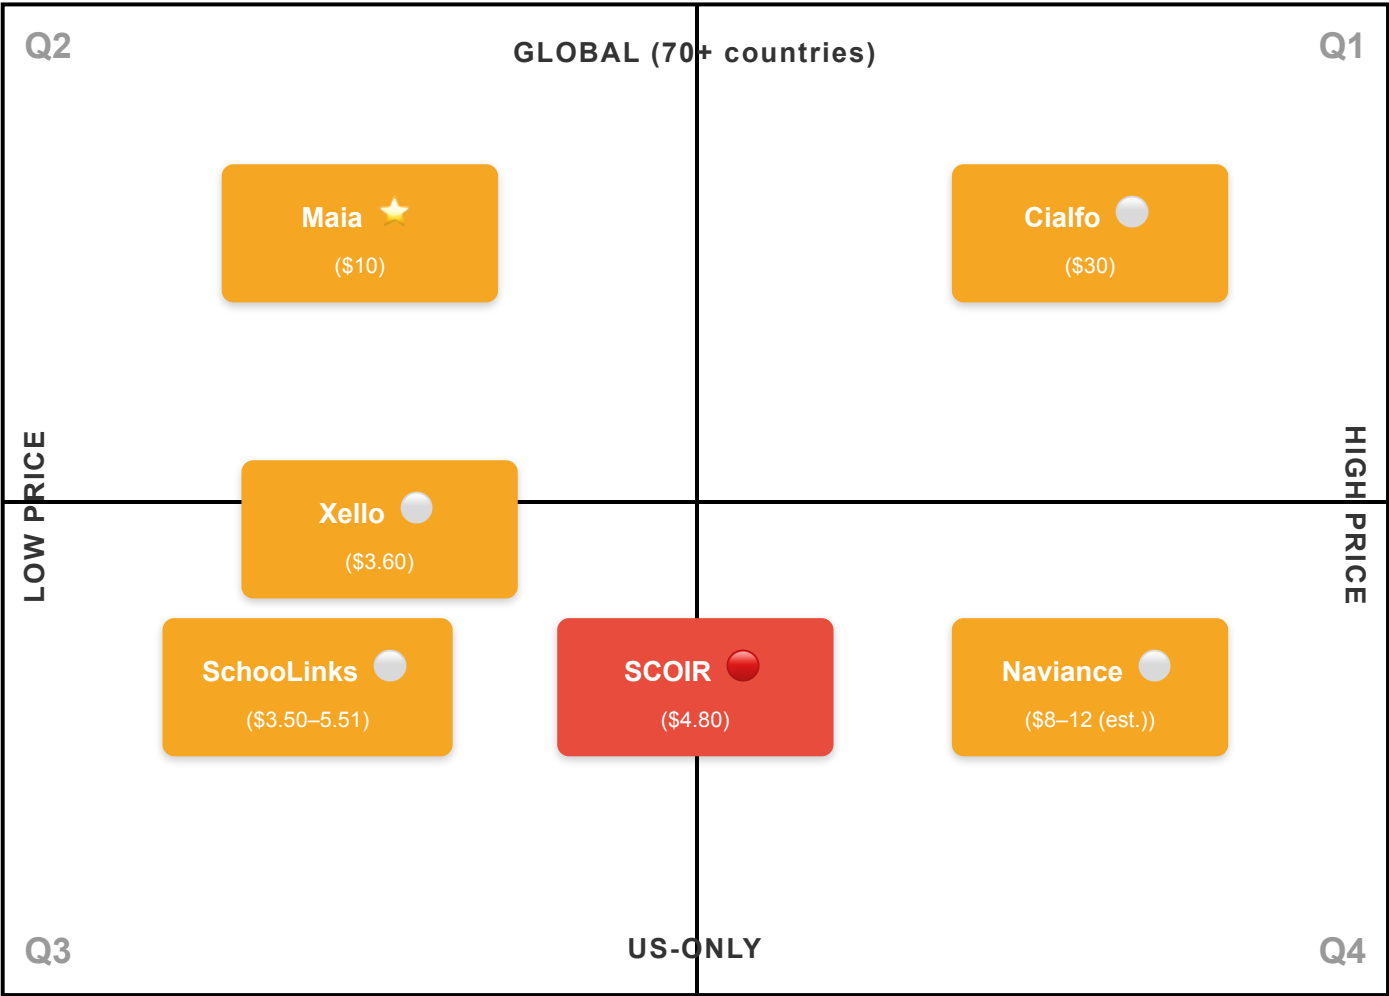 Q2
GLOBAL (70+ countries)
Q1
Maia
($10)
Cialfo
($30)
LOW PRICE
HIGH PRICE
Xello
($3.60)
SchooLinks
($3.50–5.51)
SCOIR
($4.80)
Naviance
($8–12 (est.))
Q3
US-ONLY
Q4